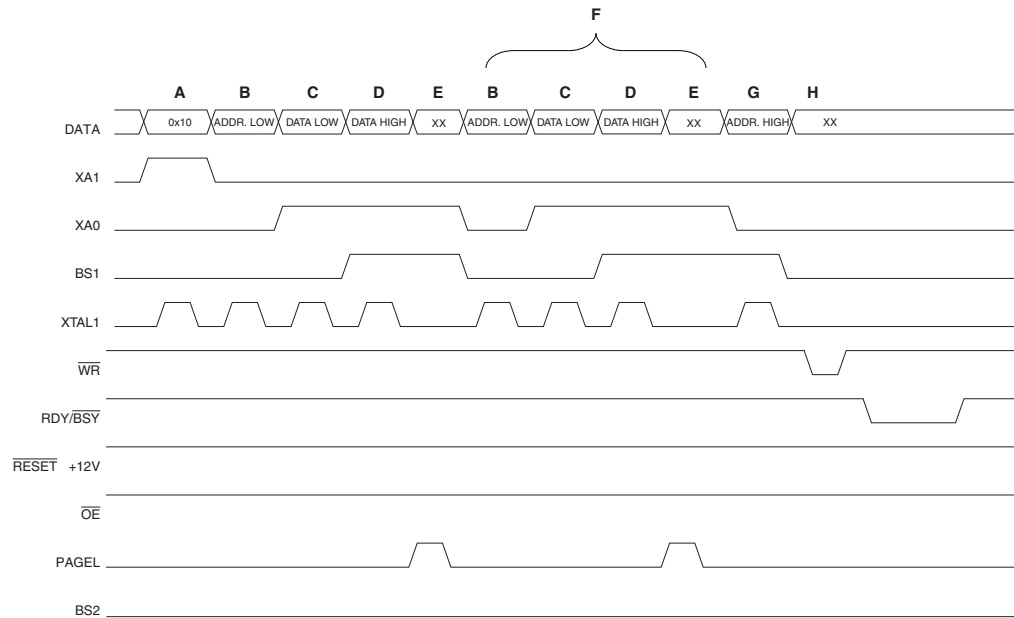 F
A B C D E B C D E G H
DATA 0x10 ADDR. LOW DATA LOW DATA HIGH XX ADDR. LOW DATA LOW DATA HIGH XX ADDR. HIGH XX
XA1
XA0
BS1
XTAL1
WR
RDY/BSY
RESET +12V
OE
PAGEL
BS2